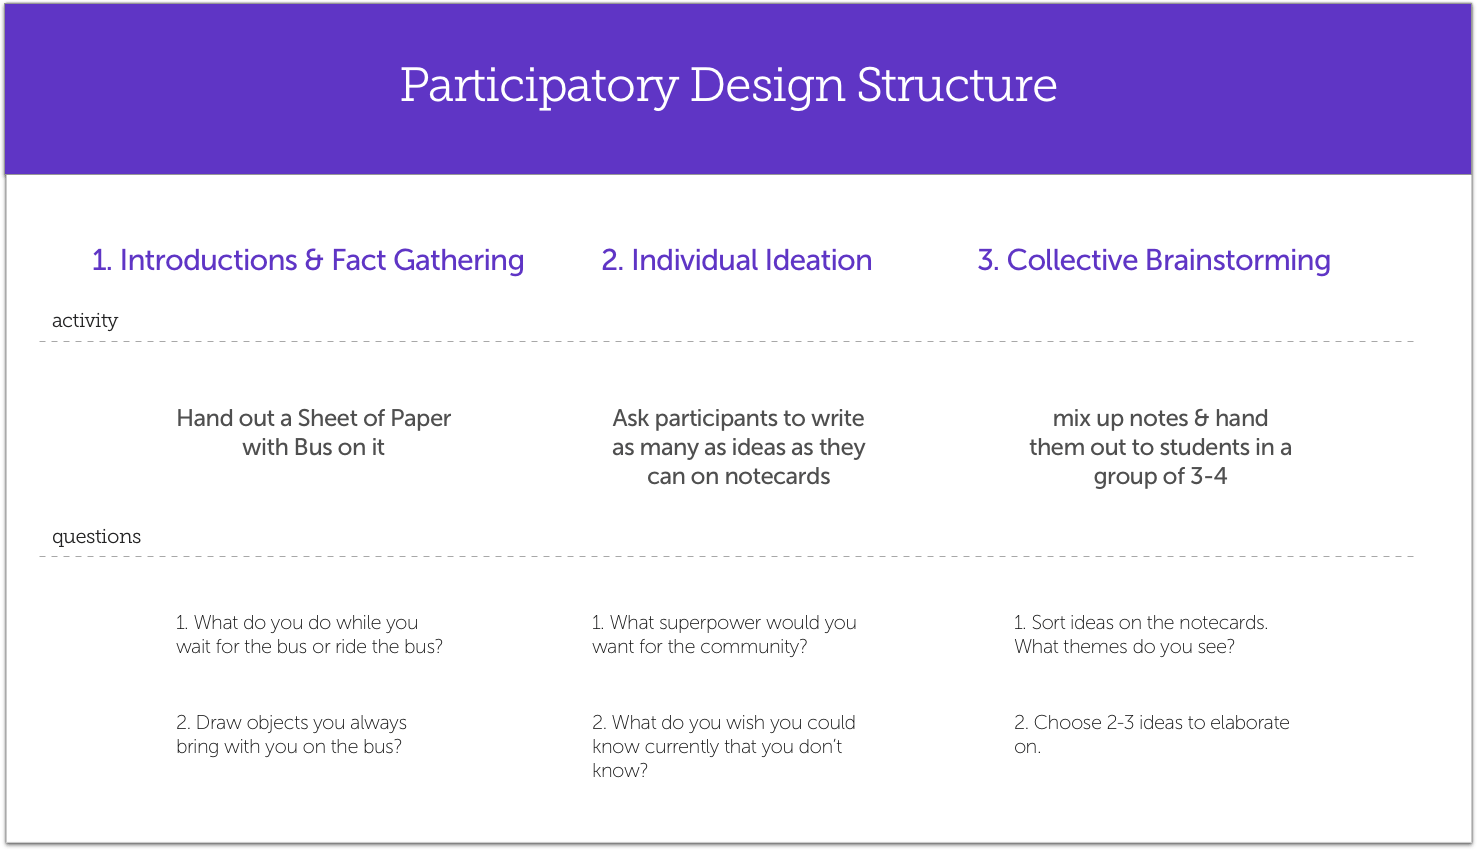 Participatory Design Structure
1. Introductions & Fact Gathering
2. Individual Ideation
3. Collective Brainstorming
activity
Hand out a Sheet of Paper
with Bus on it
Ask participants to write
as many as ideas as they
can on notecards
mix up notes & hand
them out to students in a
group of 3-4
questions
1. What do you do while you
wait for the bus or ride the bus?
2. Draw objects you always
bring with you on the bus?
1. What superpower would you
want for the community?
2. What do you wish you could
know currently that you don't
know?
1. Sort ideas on the notecards.
What themes do you see?
2. Choose 2-3 ideas to elaborate
on.